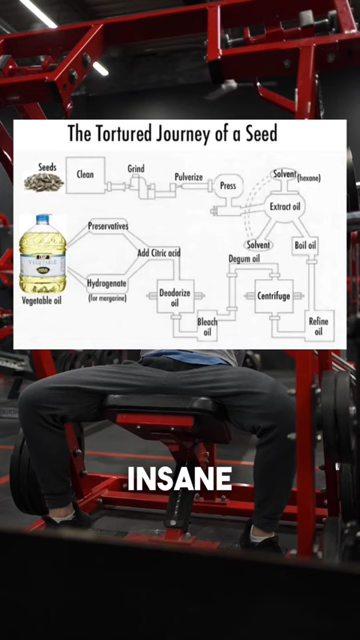 The Tortured Journey of a Seed
Seeds
Clean
Grind
Pulverize
Press
Solvent (hexane)
Extract oil
Solvent
Boil oil
Degum oil
Preservatives
Add Citric acid
Hydrogenate
(for margarine)
Deodorize
oil
Centrifuge
Bleach
oil
Refine
oil
VEGETABLE
Vegetable oil
INSANE